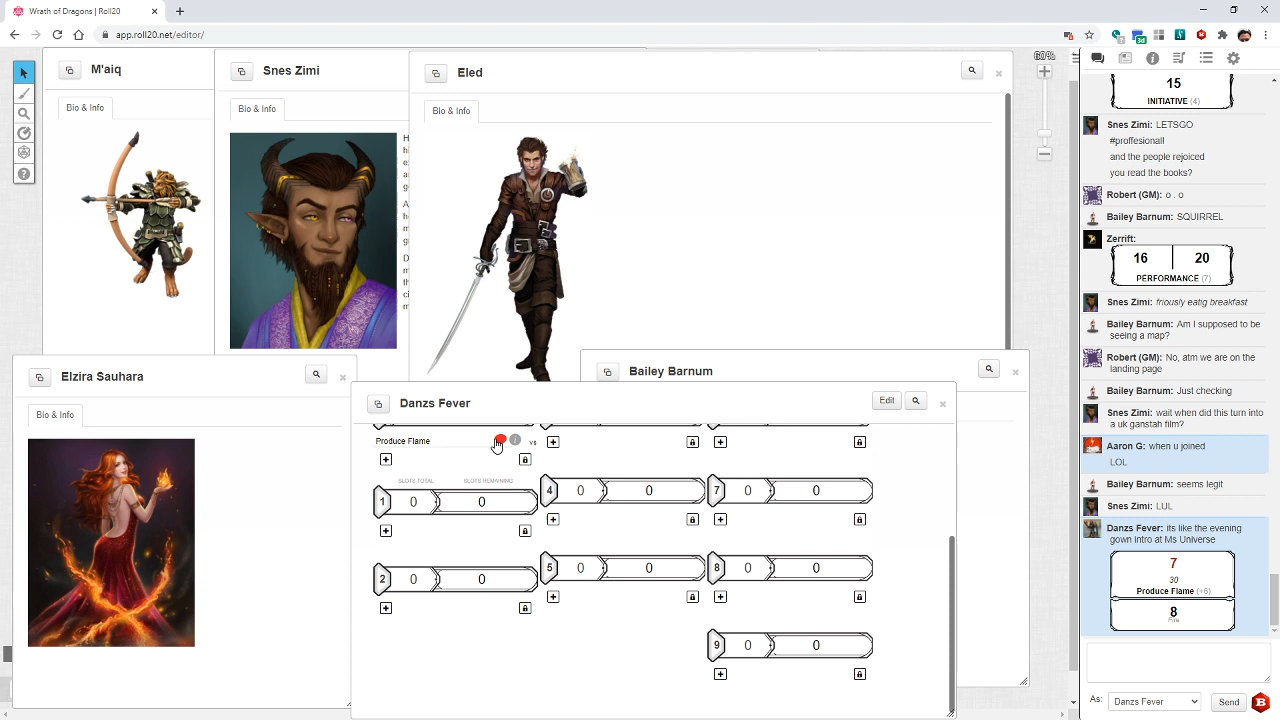 Wrath of Dragons | Roll20
app.roll20.net/editor/
60%
M'aiq
Bio & Info
Snes Zimi
Bio & Info
Eled
Bio & Info
Elzira Sauhara
Bio & Info
Bailey Barnum
Danzs Fever
Edit
Produce Flame
VS
SLOTS TOTAL SLOTS REMAINING
1 0 0
4 0 0
7 0 0
2 0 0
5 0 0
8 0 0
9 0 0
15
INITIATIVE (4)
Snes Zimi: LETSGO
#proffesionall
and the people rejoiced
you read the books?
Robert (GM): o . o
Bailey Barnum: SQUIRREL
Zerrift:
16 20
PERFORMANCE (7)
Snes Zimi: friously eatig breakfast
Bailey Barnum: Am I supposed to be
seeing a map?
Robert (GM): No, atm we are on the
landing page
Bailey Barnum: Just checking
Snes Zimi: wait when did this turn into
a podcast?
Aaron G: when u joined
LOL
Bailey Barnum: seems legit
Snes Zimi: LUL
Danzs Fever: its like the evening
gown intro at Ms Universe
7
30
Produce Flame (+6)
8
Fire
As:
Danzs Fever
Send